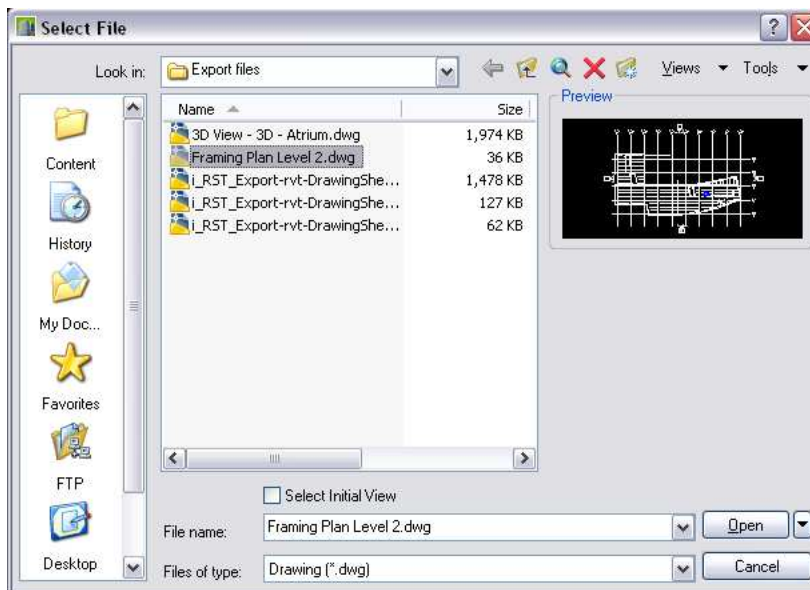 Select File
Look in:
Export files
Views
Tools
Content
History
My Doc...
Favorites
FTP
Desktop
Name
Size
3D View - 3D - Atrium.dwg
1,974 KB
Framing Plan Level 2.dwg
36 KB
i_RST_Export-rvt-DrawingShe...
1,478 KB
i_RST_Export-rvt-DrawingShe...
127 KB
i_RST_Export-rvt-DrawingShe...
62 KB
Preview
Select Initial View
File name:
Framing Plan Level 2.dwg
Open
Files of type:
Drawing (*.dwg)
Cancel